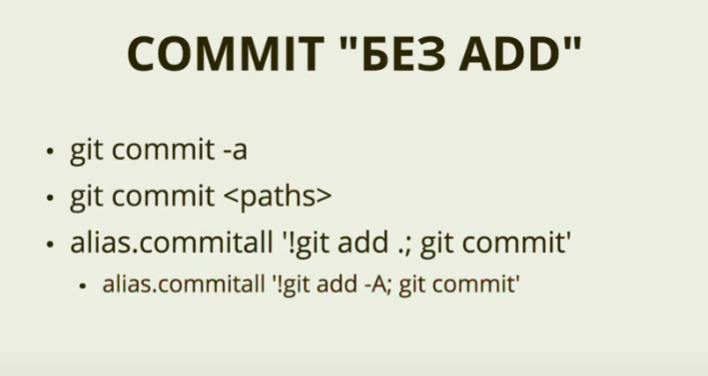 COMMIT "БЕЗ ADD"
• git commit -a
• git commit <paths>
• alias.commitall '!git add .; git commit'
• alias.commitall '!git add -A; git commit'